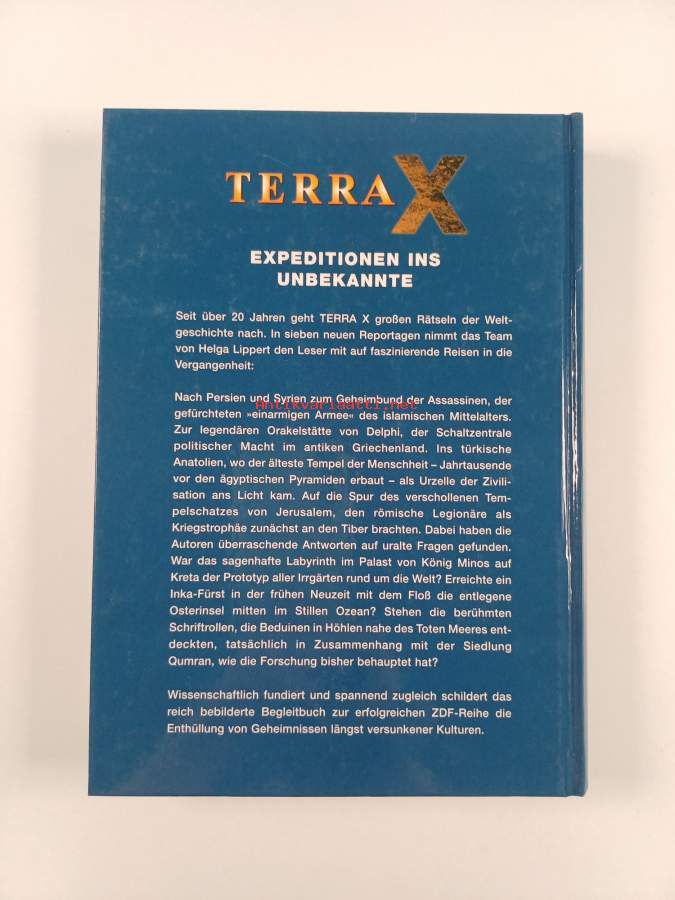 TERRA X
EXPEDITIONEN INS
UNBEKANNTE
Seit über 20 Jahren geht TERRA X großen Rätseln der Welt-
geschichte nach. In sieben neuen Reportagen nimmt das Team
von Helga Lippert den Leser mit auf faszinierende Reisen in die
Vergangenheit:
Nach Persien und Syrien zum Geheimbund der Assassinen, der
Antikvariaatti.net
gefürchteten »einarmigen Armee« des islamischen Mittelalters.
Zur legendären Orakelstätte von Delphi, der Schaltzentrale
politischer Macht im antiken Griechenland. Ins türkische
Anatolien, wo der älteste Tempel der Menschheit – Jahrtausende
vor den ägyptischen Pyramiden erbaut – als Urzelle der Zivili-
sation ans Licht kam. Auf die Spur des verschollenen Tem-
pelschatzes von Jerusalem, den römische Legionäre als
Kriegstrophäe zunächst an den Tiber brachten. Dabei haben die
Autoren überraschende Antworten auf uralte Fragen gefunden.
War das sagenhafte Labyrinth im Palast von König Minos auf
Kreta der Prototyp aller Irrgärten rund um die Welt? Erreichte ein
Inka-Fürst in der frühen Neuzeit mit dem Floß die entlegene
Osterinsel mitten im Stillen Ozean? Stehen die berühmten
Schriftrollen, die Beduinen in Höhlen nahe des Toten Meeres ent-
deckten, tatsächlich in Zusammenhang mit der Siedlung
Qumran, wie die Forschung bisher behauptet hat?
Wissenschaftlich fundiert und spannend zugleich schildert das
reich bebilderte Begleitbuch zur erfolgreichen ZDF-Reihe die
Enthüllung von Geheimnissen längst versunkener Kulturen.